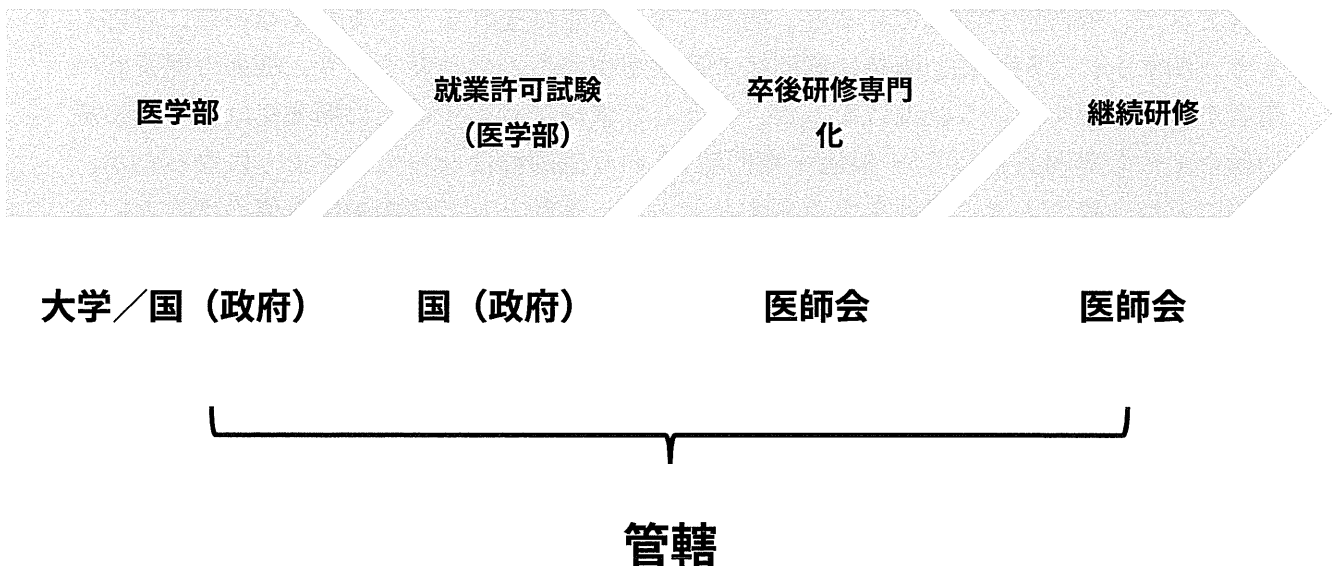 医学部
就業許可試験
（医学部）
卒後研修専門
化
継続研修
大学／国（政府）
国（政府）
医師会
医師会
管轄